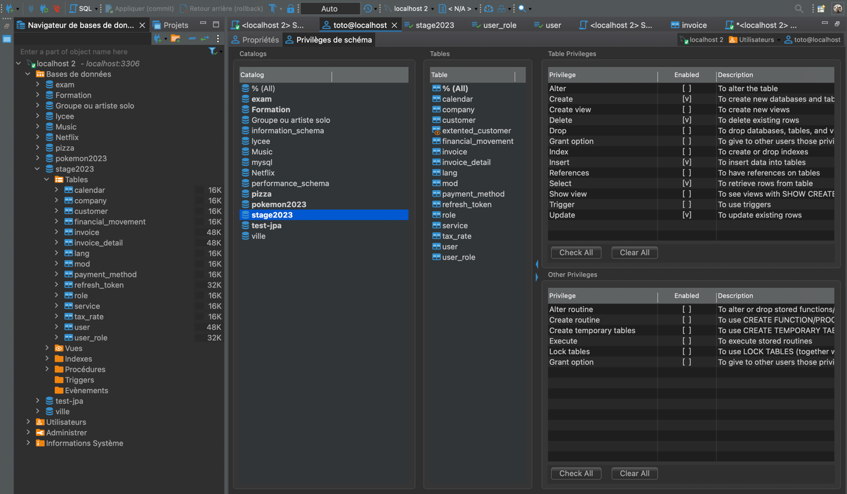 SQL
Appliquer (commit)
Retour arrière (rollback)
Auto
localhost 2
< N/A >
Navigateur de bases de don...
Projets
<localhost 2> S...
toto@localhost
stage2023
user_role
user
<localhost 2> S...
invoice
*<localhost 2> ...
Propriétés
Privilèges de schéma
localhost 2
Utilisateurs
toto@localhost
Enter a part of object name here
localhost 2 - localhost:3306
Bases de données
exam
Formation
Groupe ou artiste solo
lycee
Music
Netflix
pizza
pokemon2023
stage2023
Tables
calendar 16K
company 16K
customer 16K
financial_movement 16K
invoice 48K
invoice_detail 48K
lang 16K
mod 16K
payment_method 16K
refresh_token 32K
role 16K
service 16K
tax_rate 16K
user 48K
user_role 32K
Vues
Indexes
Procédures
Triggers
Evènements
test-jpa
ville
Utilisateurs
Administrer
Informations Système
Catalogs
Catalog
% (All)
exam
Formation
Groupe ou artiste solo
information_schema
lycee
Music
mysql
Netflix
performance_schema
pizza
pokemon2023
stage2023
test-jpa
ville
Tables
Table
% (All)
calendar
company
customer
extented_customer
financial_movement
invoice
invoice_detail
lang
mod
payment_method
refresh_token
role
service
tax_rate
user
user_role
Table Privileges
Privilege Enabled Description
Alter [ ] To alter the table
Create [v] To create new databases and tab
Create view [ ] To create new views
Delete [v] To delete existing rows
Drop [ ] To drop databases, tables, and v
Grant option [ ] To give to other users those privi
Index [ ] To create or drop indexes
Insert [v] To insert data into tables
References [ ] To have references on tables
Select [v] To retrieve rows from table
Show view [ ] To see views with SHOW CREATE
Trigger [ ] To use triggers
Update [v] To update existing rows
Check All
Clear All
Other Privileges
Privilege Enabled Description
Alter routine [ ] To alter or drop stored functions/
Create routine [ ] To use CREATE FUNCTION/PROC
Create temporary tables [ ] To use CREATE TEMPORARY TAB
Execute [ ] To execute stored routines
Lock tables [ ] To use LOCK TABLES (together w
Grant option [ ] To give to other users those privi
Check All
Clear All